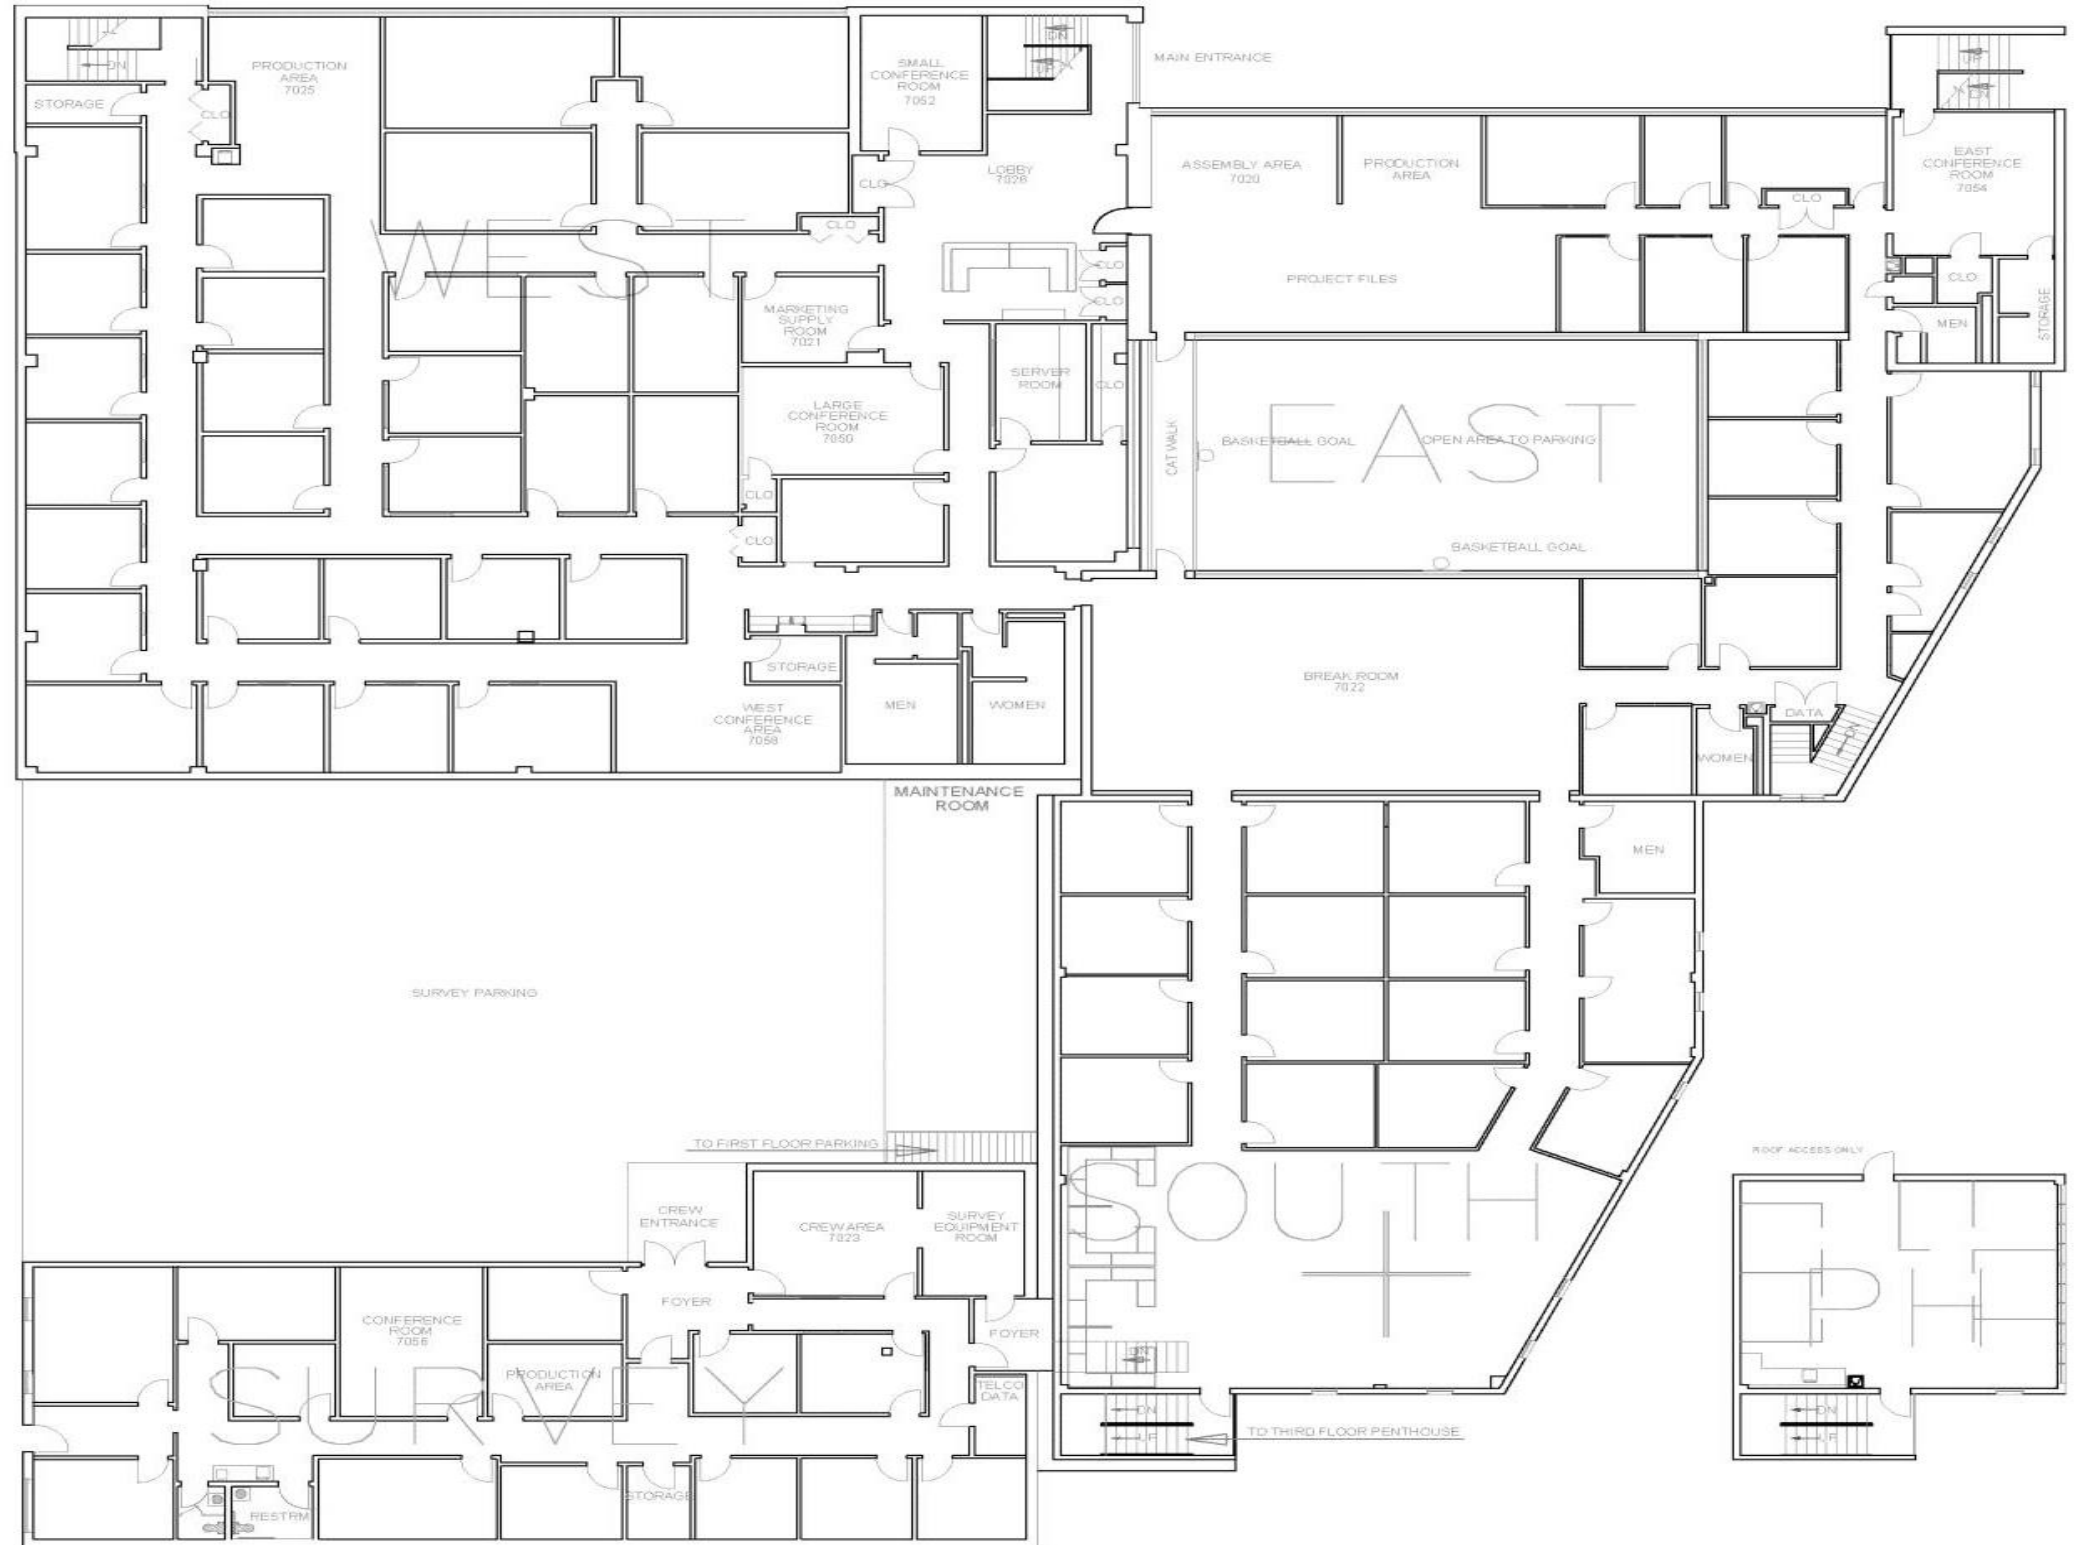 DN
STORAGE
CLO
PRODUCTION
AREA
7025
SMALL
CONFERENCE
ROOM
7052
DN
UP
MAIN ENTRANCE
LOBBY
7028
CLO
CLO
CLO
CLO
WEST
MARKETING
SUPPLY
ROOM
7021
LARGE
CONFERENCE
ROOM
7050
CLO
CLO
SERVER
ROOM
CLO
STORAGE
WEST
CONFERENCE
AREA
7058
MEN
WOMEN
ASSEMBLY AREA
7020
PRODUCTION
AREA
PROJECT FILES
CLO
UP
DN
EAST
CONFERENCE
ROOM
7054
CLO
MEN
STORAGE
CAT WALK
BASKETBALL GOAL
EAST
OPEN AREA TO PARKING
BASKETBALL GOAL
BREAK ROOM
7022
DATA
WOMEN
DN
MEN
MAINTENANCE
ROOM
SURVEY PARKING
TO FIRST FLOOR PARKING
CREW
ENTRANCE
CREW AREA
7023
SURVEY
EQUIPMENT
ROOM
FOYER
FOYER
CONFERENCE
ROOM
7056
PRODUCTION
AREA
SURVEY
TELCO
DATA
STORAGE
RESTRM
SOUTH
DN
DN
UP
TO THIRD FLOOR PENTHOUSE
ROOF ACCESS ONLY
PH
DN
UP